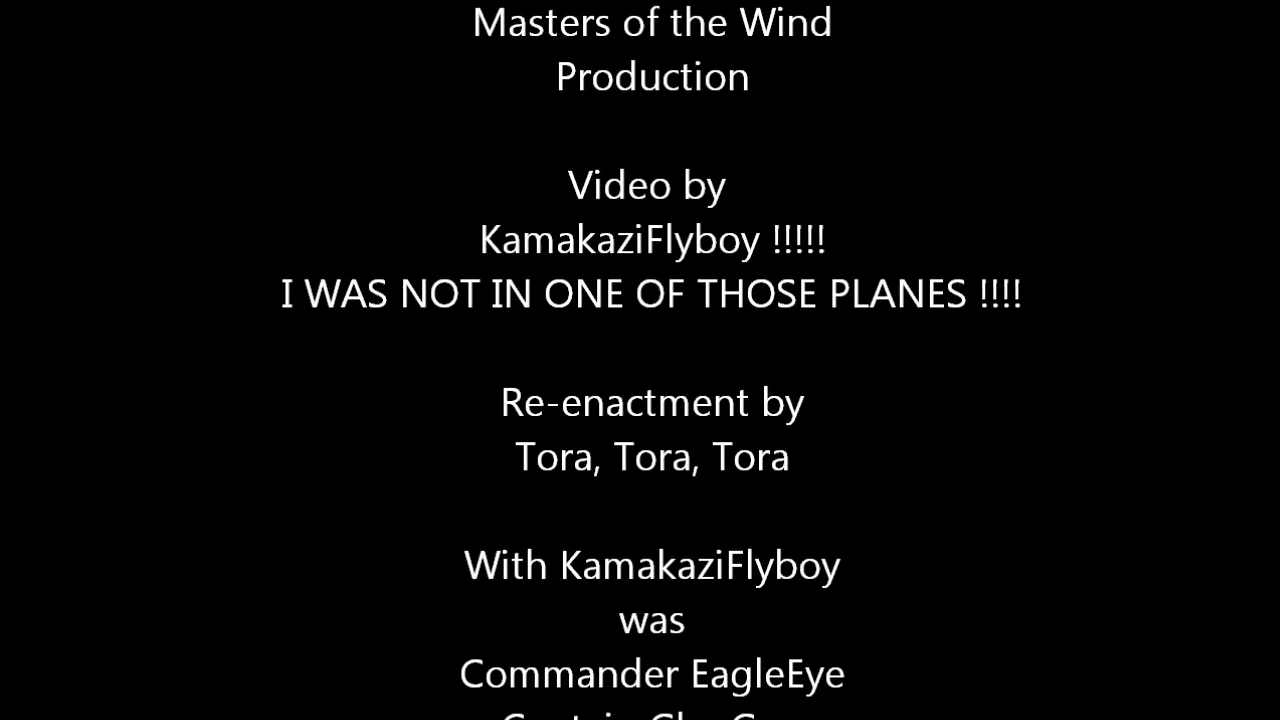 Masters of the Wind
Production
Video by
KamakaziFlyboy !!!!!
I WAS NOT IN ONE OF THOSE PLANES !!!!
Re-enactment by
Tora, Tora, Tora
With KamakaziFlyboy
was
Commander EagleEye